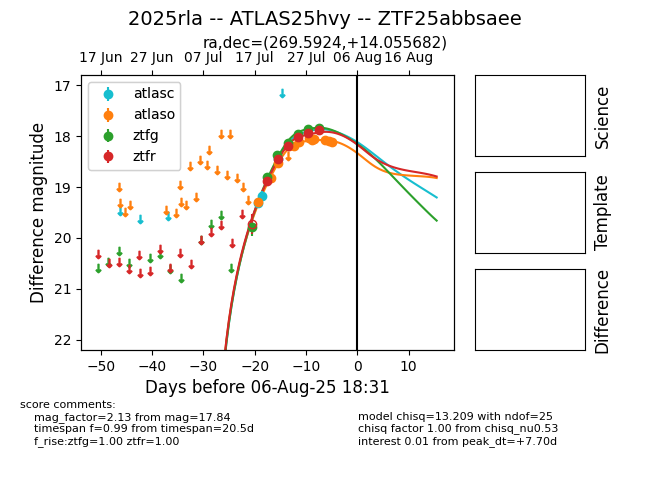 2025rla -- ATLAS25hvy -- ZTF25abbsaee
ra,dec=(269.5924,+14.055682)
17 Jun 27 Jun 07 Jul 17 Jul 27 Jul 06 Aug 16 Aug
17
18
19
20
21
22
Difference magnitude
atlasc
atlaso
ztfg
ztfr
−50 −40 −30 −20 −10 0 10
Days before 06-Aug-25 18:31
Science
Template
Difference
score comments:
mag_factor=2.13 from mag=17.84
timespan f=0.99 from timespan=20.5d
f_rise:ztfg=1.00 ztfr=1.00
model chisq=13.209 with ndof=25
chisq factor 1.00 from chisq_nu0.53
interest 0.01 from peak_dt=+7.70d